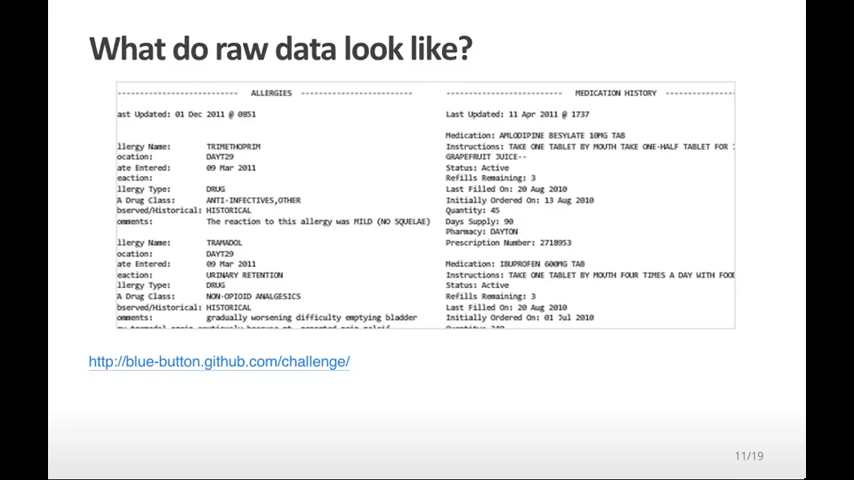 What do raw data look like?
-------------------------- ALLERGIES ------------------------
ast Updated: 01 Dec 2011 @ 0851
llergy Name: TRIMETHOPRIM
ocation: DAYT29
ate Entered: 09 Mar 2011
eaction:
llergy Type: DRUG
A Drug Class: ANTI-INFECTIVES,OTHER
bserved/Historical: HISTORICAL
omments: The reaction to this allergy was MILD (NO SQUELAE)
llergy Name: TRAMADOL
ocation: DAYT29
ate Entered: 09 Mar 2011
eaction: URINARY RETENTION
llergy Type: DRUG
A Drug Class: NON-OPIOID ANALGESICS
bserved/Historical: HISTORICAL
omments: gradually worsening difficulty emptying bladder
------------------------- MEDICATION HISTORY ---------------
Last Updated: 11 Apr 2011 @ 1737
Medication: AMLODIPINE BESYLATE 10MG TAB
Instructions: TAKE ONE TABLET BY MOUTH TAKE ONE-HALF TABLET FOR
GRAPEFRUIT JUICE--
Status: Active
Refills Remaining: 3
Last Filled On: 20 Aug 2010
Initially Ordered On: 13 Aug 2010
Quantity: 45
Days Supply: 90
Pharmacy: DAYTON
Prescription Number: 2718953
Medication: IBUPROFEN 600MG TAB
Instructions: TAKE ONE TABLET BY MOUTH FOUR TIMES A DAY WITH FOO
Status: Active
Refills Remaining: 3
Last Filled On: 20 Aug 2010
Initially Ordered On: 01 Jul 2010
http://blue-button.github.com/challenge/
11/19